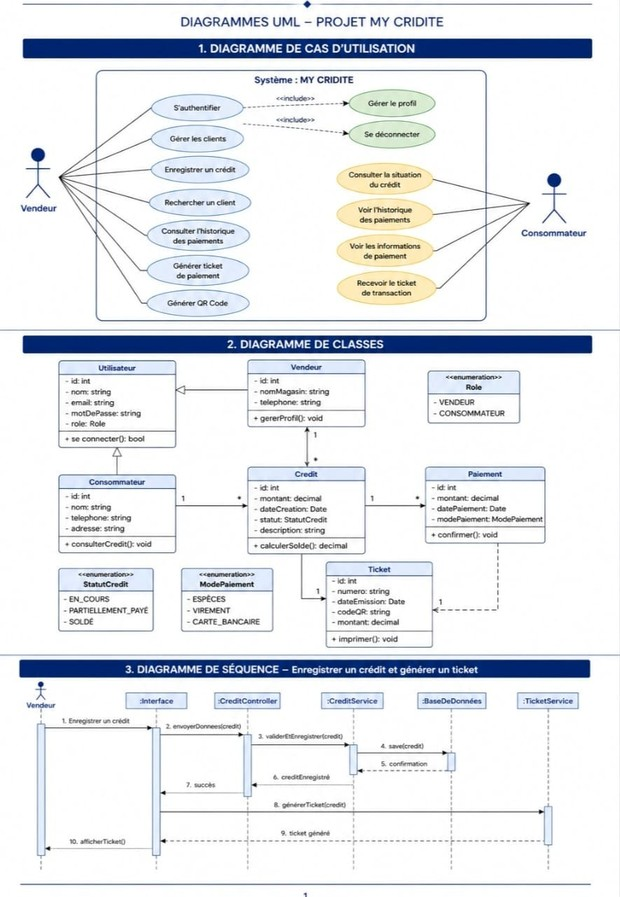 DIAGRAMMES UML – PROJET MY CRIDITE
1. DIAGRAMME DE CAS D'UTILISATION
Système : MY CRIDITE
S'authentifier
<<include>>
Gérer le profil
<<include>>
Gérer les clients
Se déconnecter
Enregistrer un crédit
Rechercher un client
Consulter l'historique
des paiements
Générer ticket
de paiement
Générer QR Code
Vendeur
Consulter la situation
du crédit
Voir l'historique
des paiements
Voir les informations
de paiement
Recevoir le ticket
de transaction
Consommateur
2. DIAGRAMME DE CLASSES
Utilisateur
- id: int
- nom: string
- email: string
- motDePasse: string
- role: Role
+ se connecter(): bool
Vendeur
- id: int
- nomMagasin: string
- telephone: string
+ gererProfil(): void
<<enumeration>>
Role
- VENDEUR
- CONSOMMATEUR
1
*
Consommateur
- id: int
- nom: string
- telephone: string
- adresse: string
+ consulterCredit(): void
1
*
Credit
- id: int
- montant: decimal
- dateCreation: Date
- statut: StatutCredit
- description: string
+ calculerSolde(): decimal
1
*
Paiement
- id: int
- montant: decimal
- datePaiement: Date
- modePaiement: ModePaiement
+ confirmer(): void
<<enumeration>>
StatutCredit
- EN_COURS
- PARTIELLEMENT_PAYÉ
- SOLDÉ
<<enumeration>>
ModePaiement
- ESPÈCES
- VIREMENT
- CARTE_BANCAIRE
1
Ticket
- id: int
- numero: string
- dateEmission: Date
- codeQR: string
- montant: decimal
+ imprimer(): void
1
3. DIAGRAMME DE SÉQUENCE – Enregistrer un crédit et générer un ticket
Vendeur
:Interface
:CreditController
:CreditService
:BaseDeDonnées
:TicketService
1. Enregistrer un crédit
2. envoyerDonnees(credit)
3. validerEtEnregistrer(credit)
4. save(credit)
5. confirmation
6. creditEnregistré
7. succès
8. générerTicket(credit)
9. ticket généré
10. afficherTicket()
1